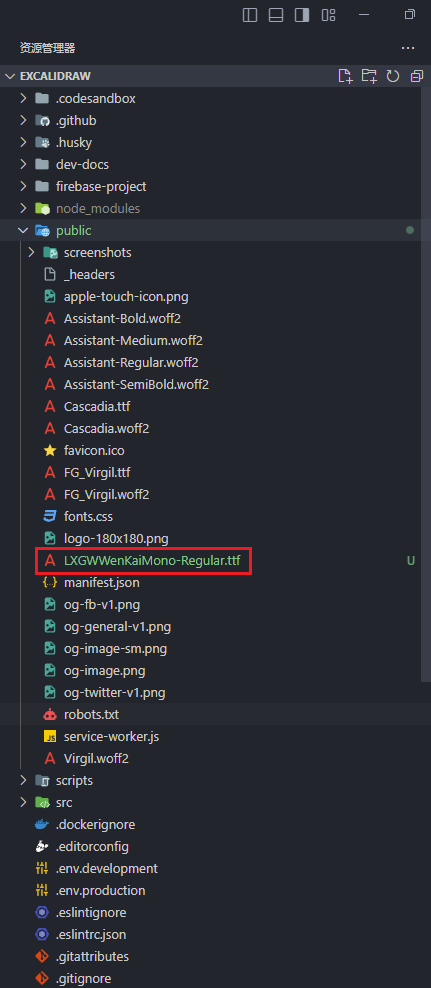 资源管理器
EXCALIDRAW
.codesandbox
.github
.husky
dev-docs
firebase-project
node_modules
public
screenshots
_headers
apple-touch-icon.png
Assistant-Bold.woff2
Assistant-Medium.woff2
Assistant-Regular.woff2
Assistant-SemiBold.woff2
Cascadia.ttf
Cascadia.woff2
favicon.ico
FG_Virgil.ttf
FG_Virgil.woff2
fonts.css
logo-180x180.png
LXGWWenKaiMono-Regular.ttf U
manifest.json
og-fb-v1.png
og-general-v1.png
og-image-sm.png
og-image.png
og-twitter-v1.png
robots.txt
service-worker.js
Virgil.woff2
scripts
src
.dockerignore
.editorconfig
.env.development
.env.production
.eslintignore
.eslintrc.json
.gitattributes
.gitignore